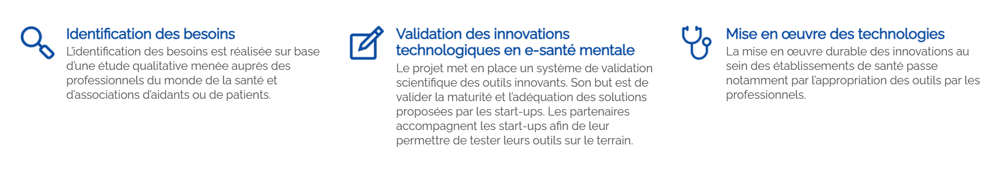 Identification des besoins
L’identification des besoins est réalisée sur base
d’une étude qualitative menée auprès des
professionnels du monde de la santé et
d’associations d’aidants ou de patients.
Validation des innovations
technologiques en e-santé mentale
Le projet met en place un système de validation
scientifique des outils innovants. Son but est de
valider la maturité et l’adéquation des solutions
proposées par les start-ups. Les partenaires
accompagnent les start-ups afin de leur
permettre de tester leurs outils sur le terrain.
Mise en œuvre des technologies
La mise en œuvre durable des innovations au
sein des établissements de santé passe
notamment par l’appropriation des outils par les
professionnels.